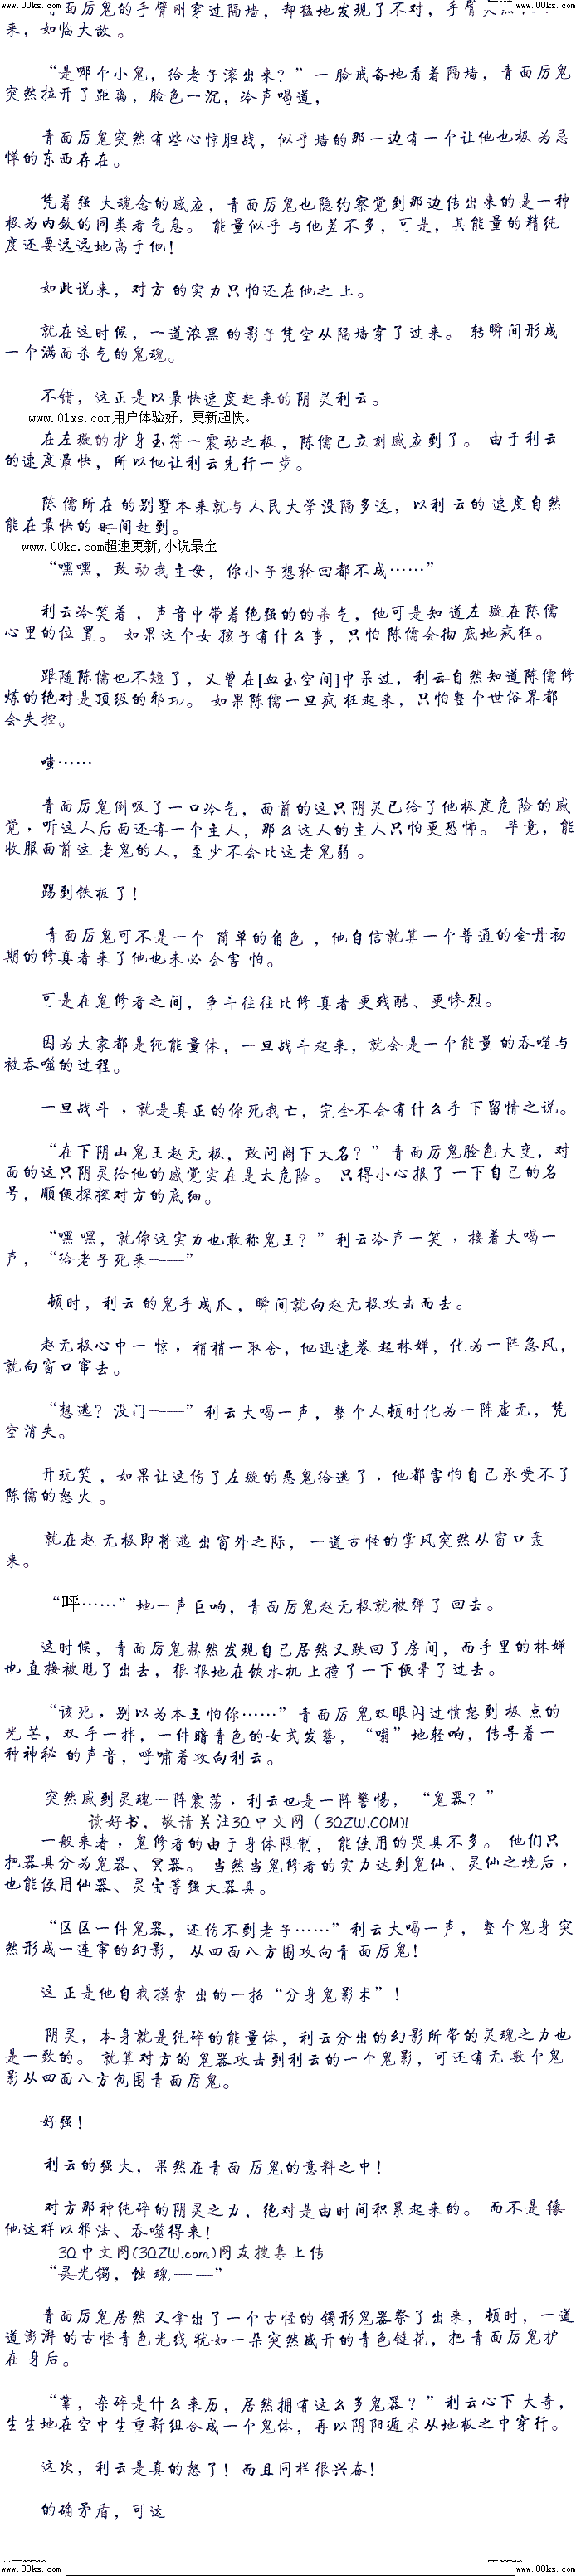 www.00ks.com www.00ks.com
面厉鬼的手臂刚穿过隔墙，却猛地发现了不对，手臂
来，如临大敌。
“是哪个小鬼，给老子滚出来？”一脸戒备地看着隔墙，青面厉鬼
突然拉开了距离，脸色一沉，冷声喝道，
青面厉鬼突然有些心惊胆战，似乎墙的那一边有一个让他也极为忌
惮的东西存在。
凭着强大魂念的感应，青面厉鬼也隐约察觉到那边传出来的是一种
极为内敛的同类者气息。能量似乎与他差不多，可是，其能量的精纯
度还要远远地高于他！
如此说来，对方的实力只怕还在他之上。
就在这时候，一道浓黑的影子凭空从隔墙穿了过来。转瞬间形成
一个满面杀气的鬼魂。
不错，这正是以最快速度赶来的阴灵利云。
www.01xs.com用户体验好，更新超快。
在左璇的护身玉符一震动之极，陈儒已立刻感应到了。由于利云
的速度最快，所以他让利云先行一步。
陈儒所在的别墅本来就与人民大学没隔多远，以利云的速度自然
能在最快的时间赶到。
www.00ks.com超速更新,小说最全
“嘿嘿，敢动我主母，你小子想轮回都不成……”
利云冷笑着，声音中带着绝强的的杀气，他可是知道左璇在陈儒
心里的位置。如果这个女孩子有什么事，只怕陈儒会彻底地疯狂。
跟随陈儒也不短了，又曾在[血玉空间]中呆过，利云自然知道陈儒修
炼的绝对是顶级的邪功。如果陈儒一旦疯狂起来，只怕整个世俗界都
会失控。
嗤……
青面厉鬼倒吸了一口冷气，面前的这只阴灵已给了他极度危险的感
觉，听这人后面还有一个主人，那么这人的主人只怕更恐怖。毕竟，能
收服面前这老鬼的人，至少不会比这老鬼弱。
踢到铁板了！
青面厉鬼可不是一个简单的角色，他自信就算一个普通的金丹初
期的修真者来了他也未必会害怕。
可是在鬼修者之间，争斗往往比修真者更残酷、更惨烈。
因为大家都是纯能量体，一旦战斗起来，就会是一个能量的吞噬与
被吞噬的过程。
一旦战斗，就是真正的你死我亡，完全不会有什么手下留情之说。
“在下阴山鬼王赵无极，敢问阁下大名？”青面厉鬼脸色大变，对
面的这只阴灵给他的感觉实在是太危险。只得小心报了一下自己的名
号，顺便探探对方的底细。
“嘿嘿，就你这实力也敢称鬼王？”利云冷声一笑，接着大喝一
声，“给老子死来——”
顿时，利云的鬼手成爪，瞬间就向赵无极攻击而去。
赵无极心中一惊，稍稍一取舍，他迅速卷起林婵，化为一阵急风，
就向窗口窜去。
“想逃？没门——”利云大喝一声，整个人顿时化为一阵虚无，凭
空消失。
开玩笑，如果让这伤了左璇的恶鬼给逃了，他都害怕自己承受不了
陈儒的怒火。
就在赵无极即将逃出窗外之际，一道古怪的掌风突然从窗口轰
来。
“呯……”地一声巨响，青面厉鬼赵无极就被弹了回去。
这时候，青面厉鬼赫然发现自己居然又跌回了房间，而手里的林婵
也直接被甩了出去，狠狠地在饮水机上撞了一下便晕了过去。
“该死，别以为本王怕你……”青面厉鬼双眼闪过愤怒到极点的
光芒，双手一拌，一件暗青色的女式发簪，“嗡”地轻响，传寻着一
种神秘的声音，呼啸着攻向利云。
突然感到灵魂一阵震荡，利云也是一阵警惕，“鬼器？”
读好书，敬请关注3Q中文网（3QZW.COM)l
一般来者，鬼修者的由于身体限制，能使用的哭具不多。他们只
把器具分为鬼器、冥器。当然当鬼修者的实力达到鬼仙、灵仙之境后，
也能使用仙器、灵宝等强大器具。
“区区一件鬼器，还伤不到老子……”利云大喝一声，整个鬼身突
然形成一连窜的幻影，从四面八方围攻向青面厉鬼！
这正是他自我摸索出的一招“分身鬼影术”！
阴灵，本身就是纯碎的能量体，利云分出的幻影所带的灵魂之力也
是一致的。就算对方的鬼器攻击到利云的一个鬼影，可还有无数个鬼
影从四面八方包围青面厉鬼。
好强！
利云的强大，果然在青面厉鬼的意料之中！
对方那种纯碎的阴灵之力，绝对是由时间积累起来的。而不是像
他这样以邪法、吞噬得来！
3Q中文网(3QZW.com)网友搜集上传
“灵光镯，蚀魂——”
青面厉鬼居然又拿出了一个古怪的镯形鬼器祭了出来，顿时，一道
道澎湃的古怪青色光线犹如一朵突然盛开的青色链花，把青面厉鬼护
在身后。
“靠，杂碎是什么来历，居然拥有这么多鬼器？”利云心下大奇，
生生地在空中生重新组合成一个鬼体，再以阴阳遁术从地板之中穿行。
这次，利云是真的怒了！而且同样很兴奋！
的确矛盾，可这
www.00ks.com www.00ks.com